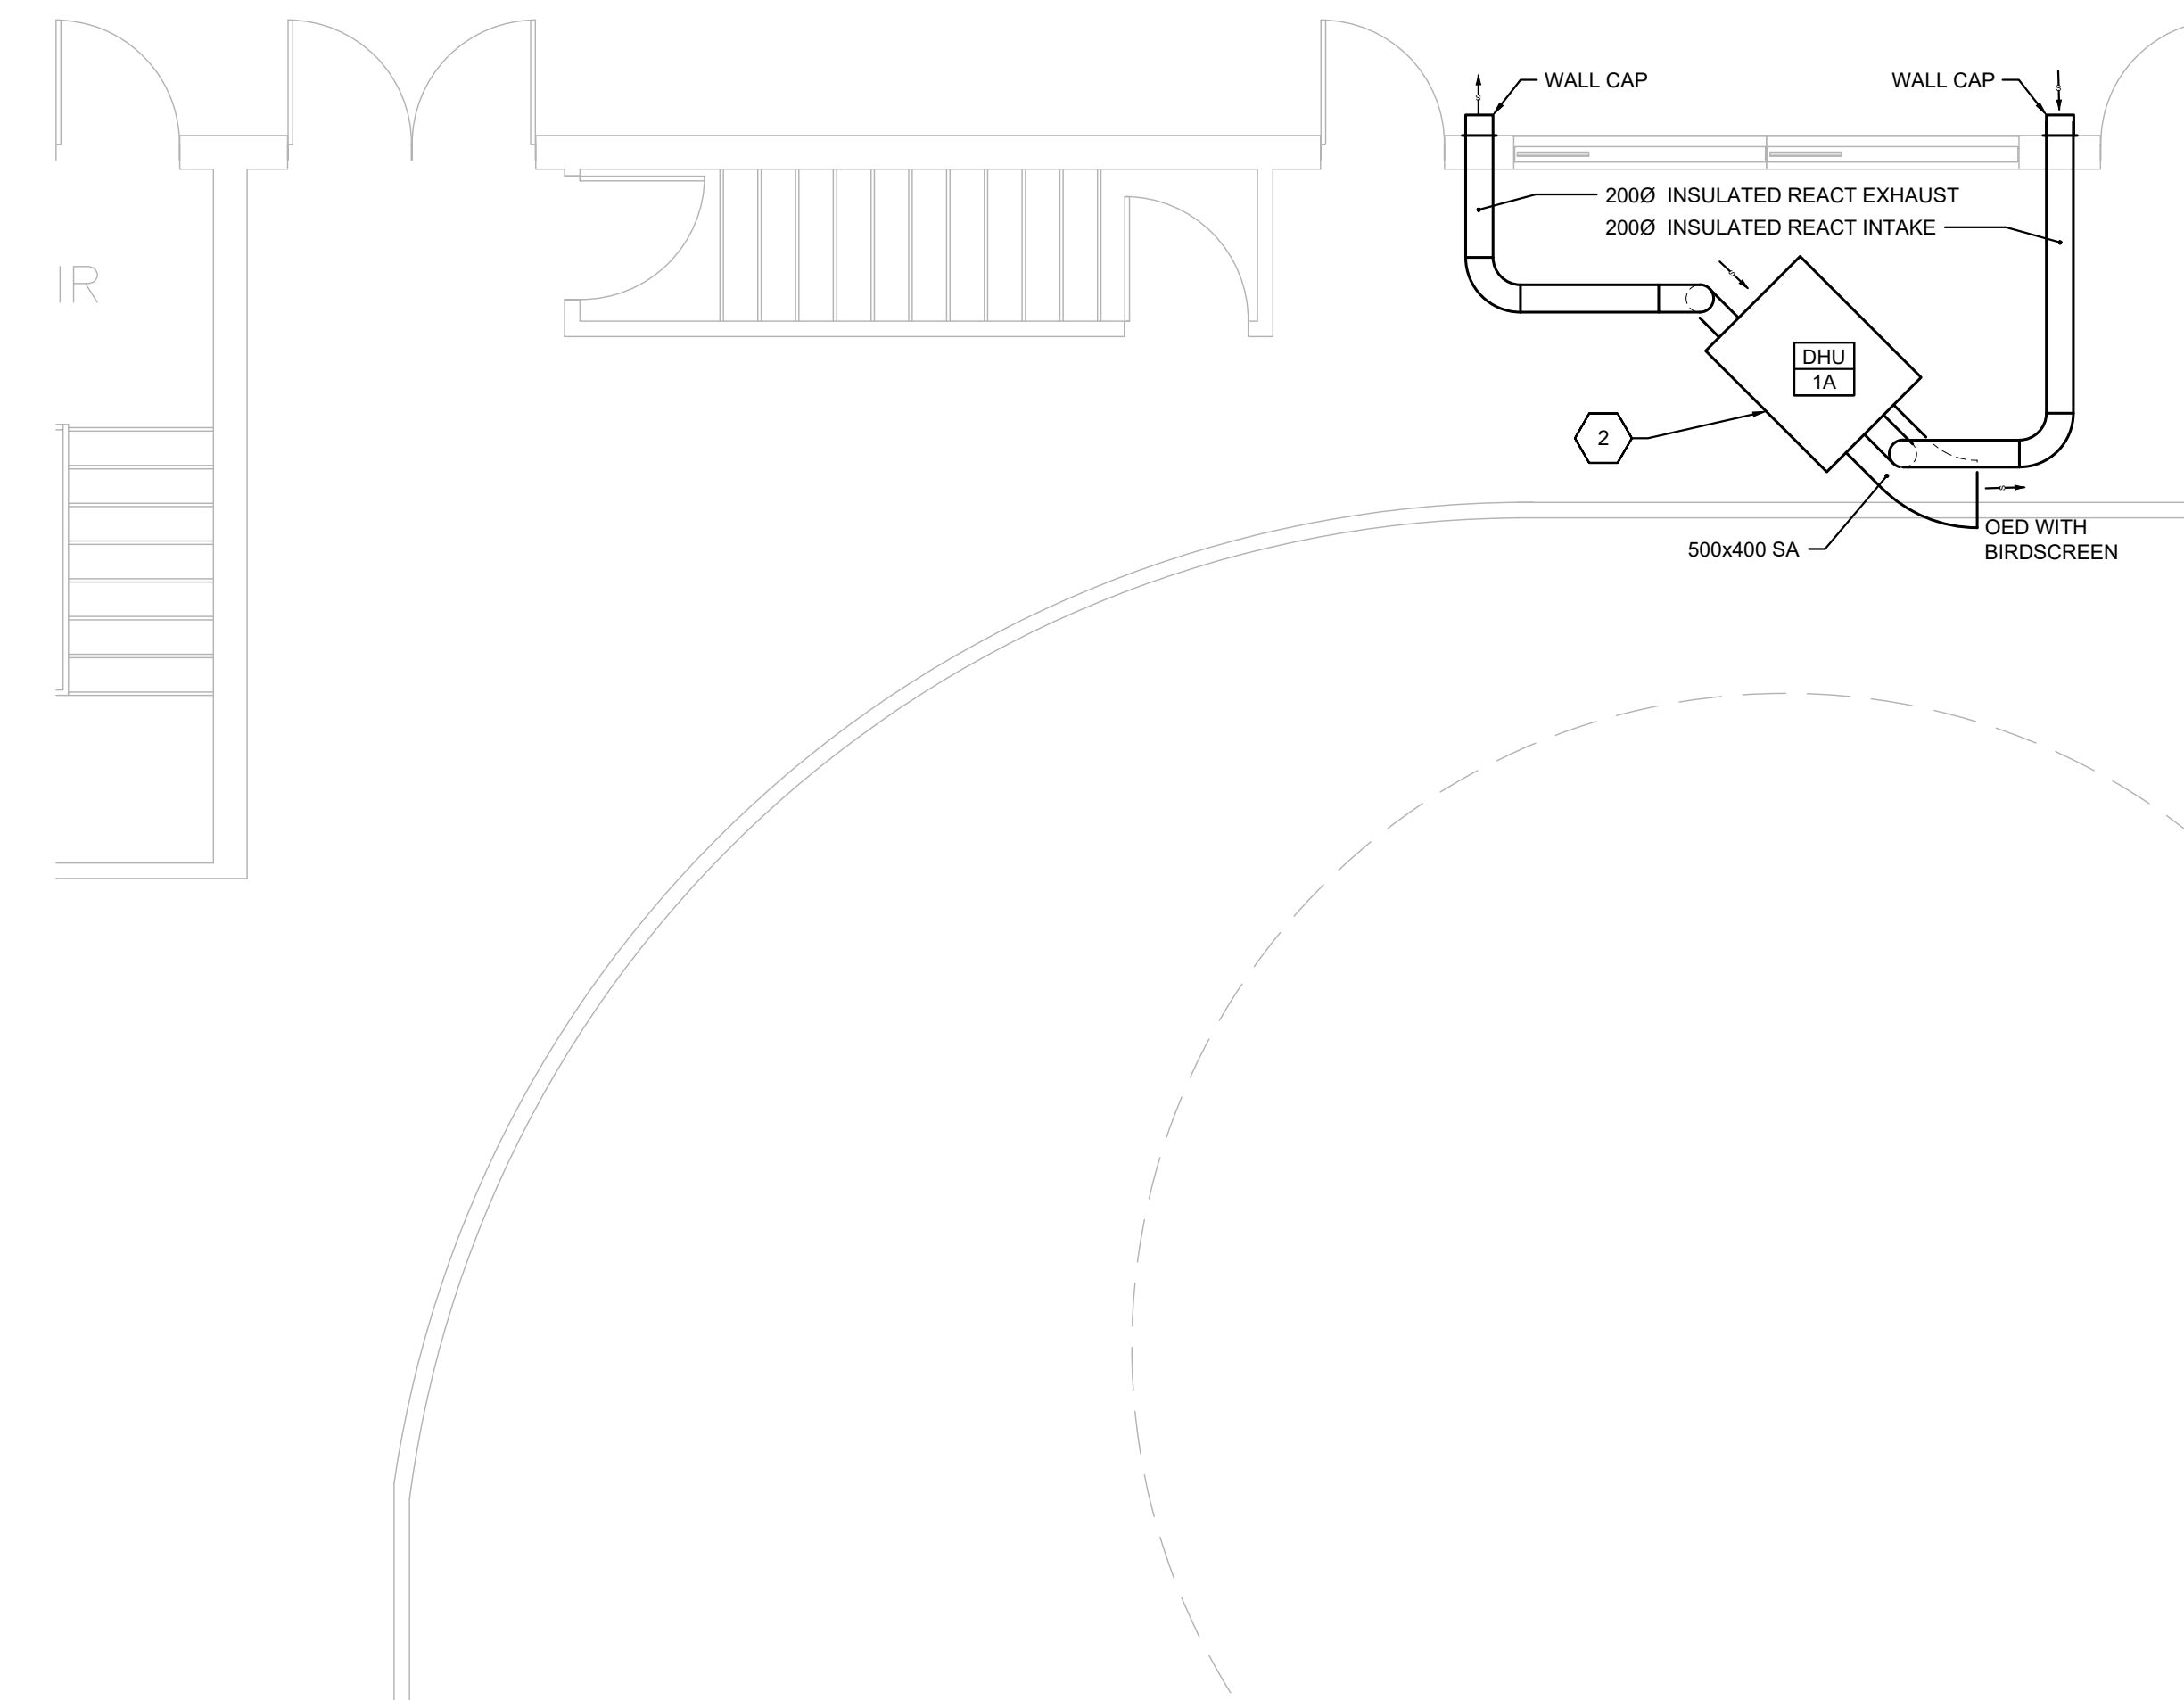 WALL CAP
WALL CAP
200Ø INSULATED REACT EXHAUST
200Ø INSULATED REACT INTAKE
IR
DHU
1A
2
OED WITH
BIRDSCREEN
500x400 SA